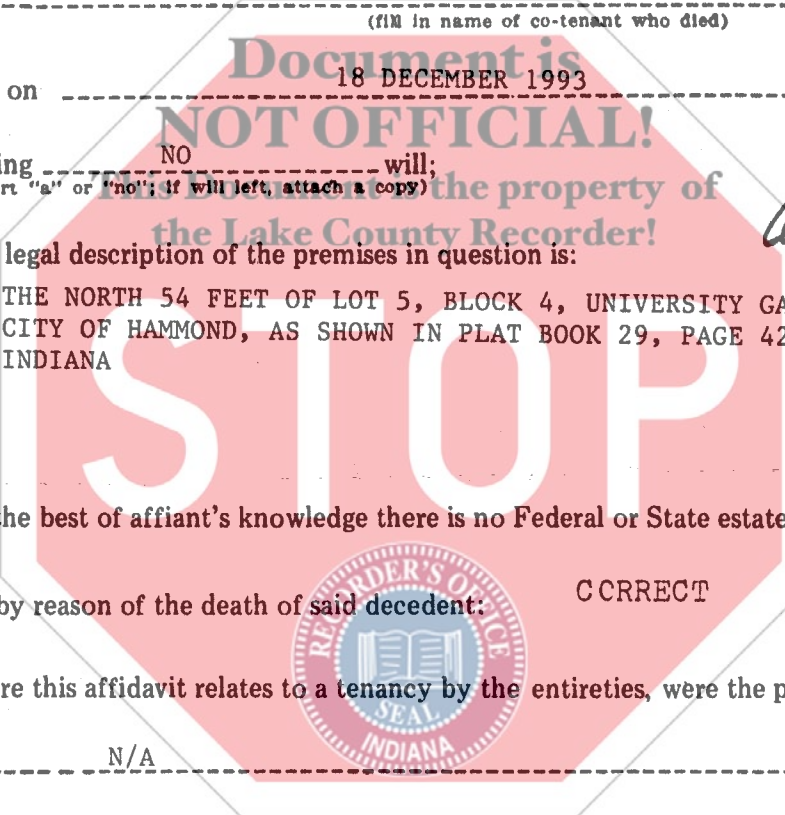 (fill in name of co-tenant who died)
Document is
on 18 DECEMBER 1993
NOT OFFICIAL!
ing NO will;
rt "a" or "no"; if will left, attach a copy)
This Document is the property of
the Lake County Recorder!
legal description of the premises in question is:
THE NORTH 54 FEET OF LOT 5, BLOCK 4, UNIVERSITY GA
CITY OF HAMMOND, AS SHOWN IN PLAT BOOK 29, PAGE 42
INDIANA
STOP
the best of affiant's knowledge there is no Federal or State estate
by reason of the death of said decedent: CCRRECT
RECORDER'S OFFICE
SEAL
INDIANA
re this affidavit relates to a tenancy by the entireties, were the p
N/A